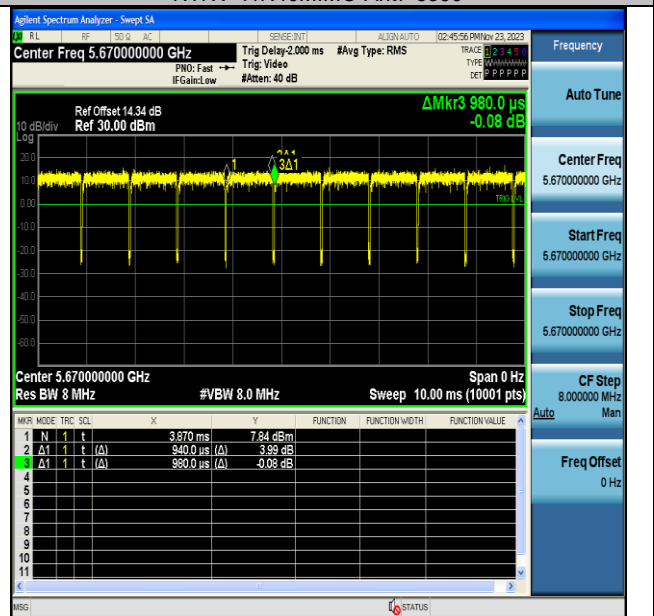 Agilent Spectrum Analyzer - Swept SA
RL RF 50 Ω AC SENSE:INT ALIGN AUTO 02:45:56 PM Nov 23, 2023
Center Freq 5.670000000 GHz
PNO: Fast
IFGain:Low
Trig Delay-2.000 ms
Trig: Video
#Atten: 40 dB
#Avg Type: RMS
TRACE 1 2 3 4 5 6
TYPE WWWWWW
DET P P P P P P
Frequency
Auto Tune
Center Freq
5.670000000 GHz
Start Freq
5.670000000 GHz
Stop Freq
5.670000000 GHz
CF Step
8.000000 MHz
Auto Man
Freq Offset
0 Hz
ΔMkr3 980.0 µs
-0.08 dB
Ref Offset 14.34 dB
10 dB/div Ref 30.00 dBm
Log
20.0
10.0
0.00
-10.0
-20.0
-30.0
-40.0
-50.0
-60.0
1
3Δ1
TRIG LVL
Center 5.670000000 GHz Span 0 Hz
Res BW 8 MHz #VBW 8.0 MHz Sweep 10.00 ms (10001 pts)
MKR MODE TRC SCL X Y FUNCTION FUNCTION WIDTH FUNCTION VALUE
1 N 1 t 3.870 ms 7.84 dBm
2 Δ1 1 t (Δ) 940.0 µs (Δ) 3.99 dB
3 Δ1 1 t (Δ) 980.0 µs (Δ) -0.08 dB
4
5
6
7
8
9
10
11
MSG STATUS